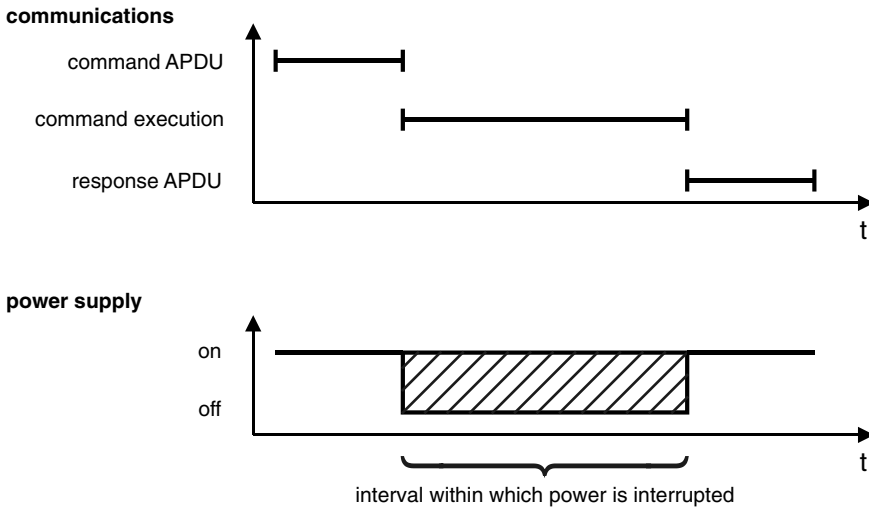 communications
command APDU
command execution
response APDU
t
power supply
on
off
t
interval within which power is interrupted